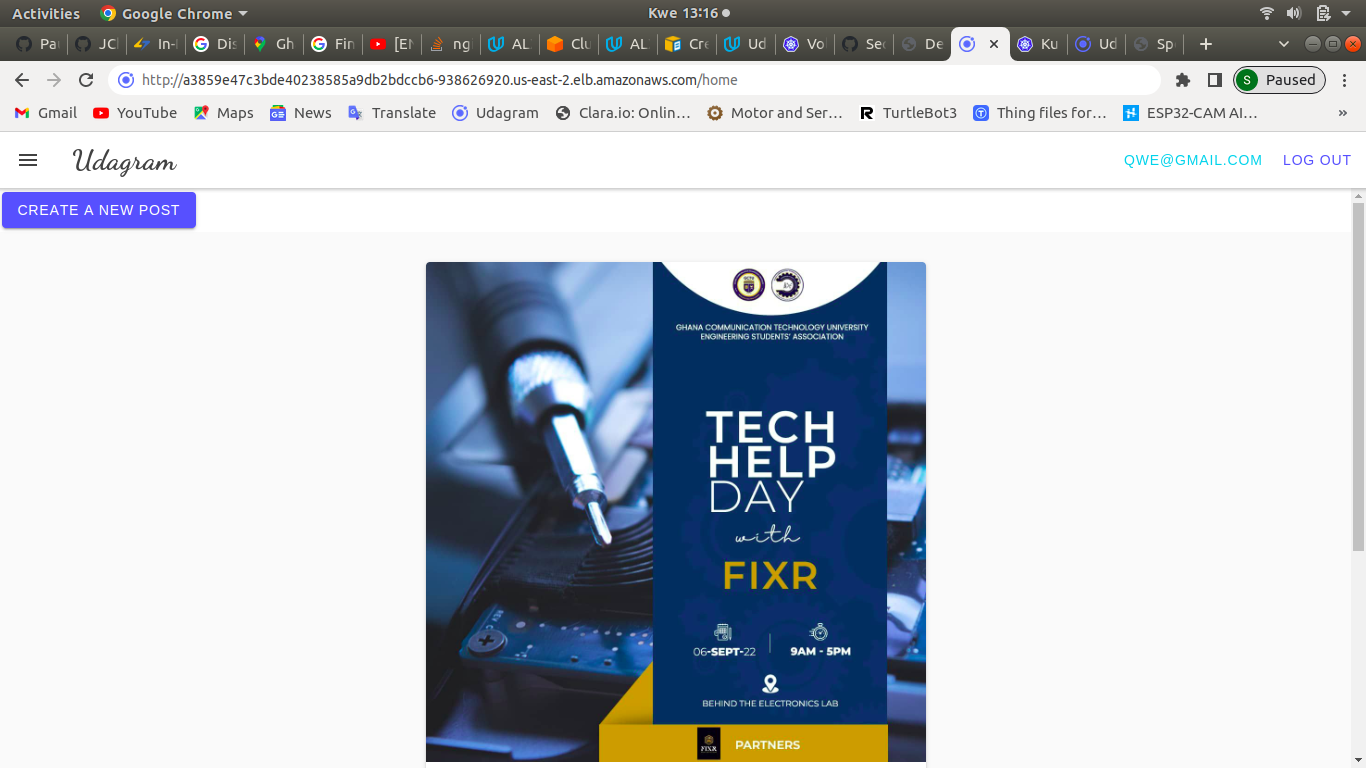 Activities Google Chrome Kwe 13:16
Pa JCI In-l Dis Gh Fin [EN ng AL Clu AL Cre Ud Vo Sec De Ku Ud Sp
http://a3859e47c3bde40238585a9db2bdccb6-938626920.us-east-2.elb.amazonaws.com/home S Paused
Gmail YouTube Maps News Translate Udagram Clara.io: Onlin... Motor and Ser... TurtleBot3 Thing files for... ESP32-CAM AI... »
Udagram QWE@GMAIL.COM LOG OUT
CREATE A NEW POST
GHANA COMMUNICATION TECHNOLOGY UNIVERSITY
ENGINEERING STUDENTS' ASSOCIATION
TECH
HELP
DAY
with
FIXR
06-SEPT-22 9AM - 5PM
BEHIND THE ELECTRONICS LAB
FIXR PARTNERS